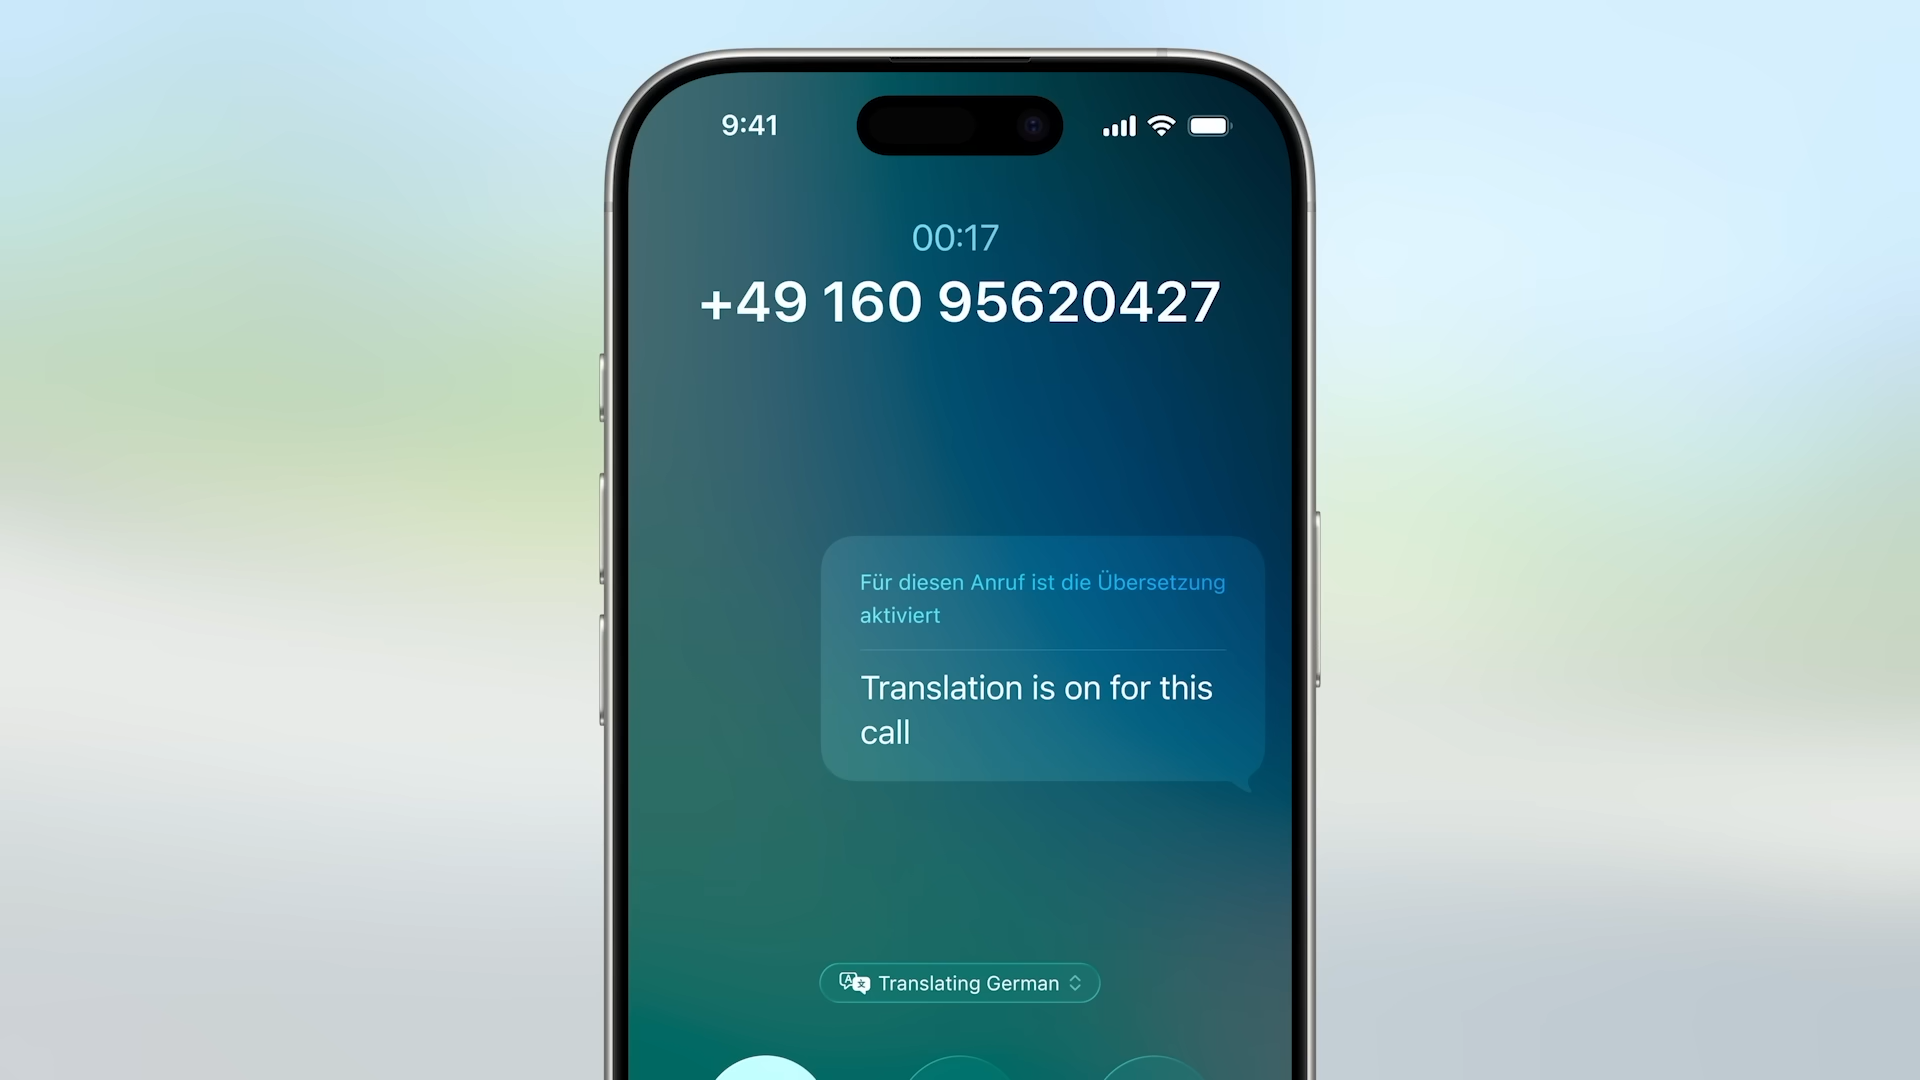 9:41
00:17
+49 160 95620427
Für diesen Anruf ist die Übersetzung
aktiviert
Translation is on for this
call
Translating German